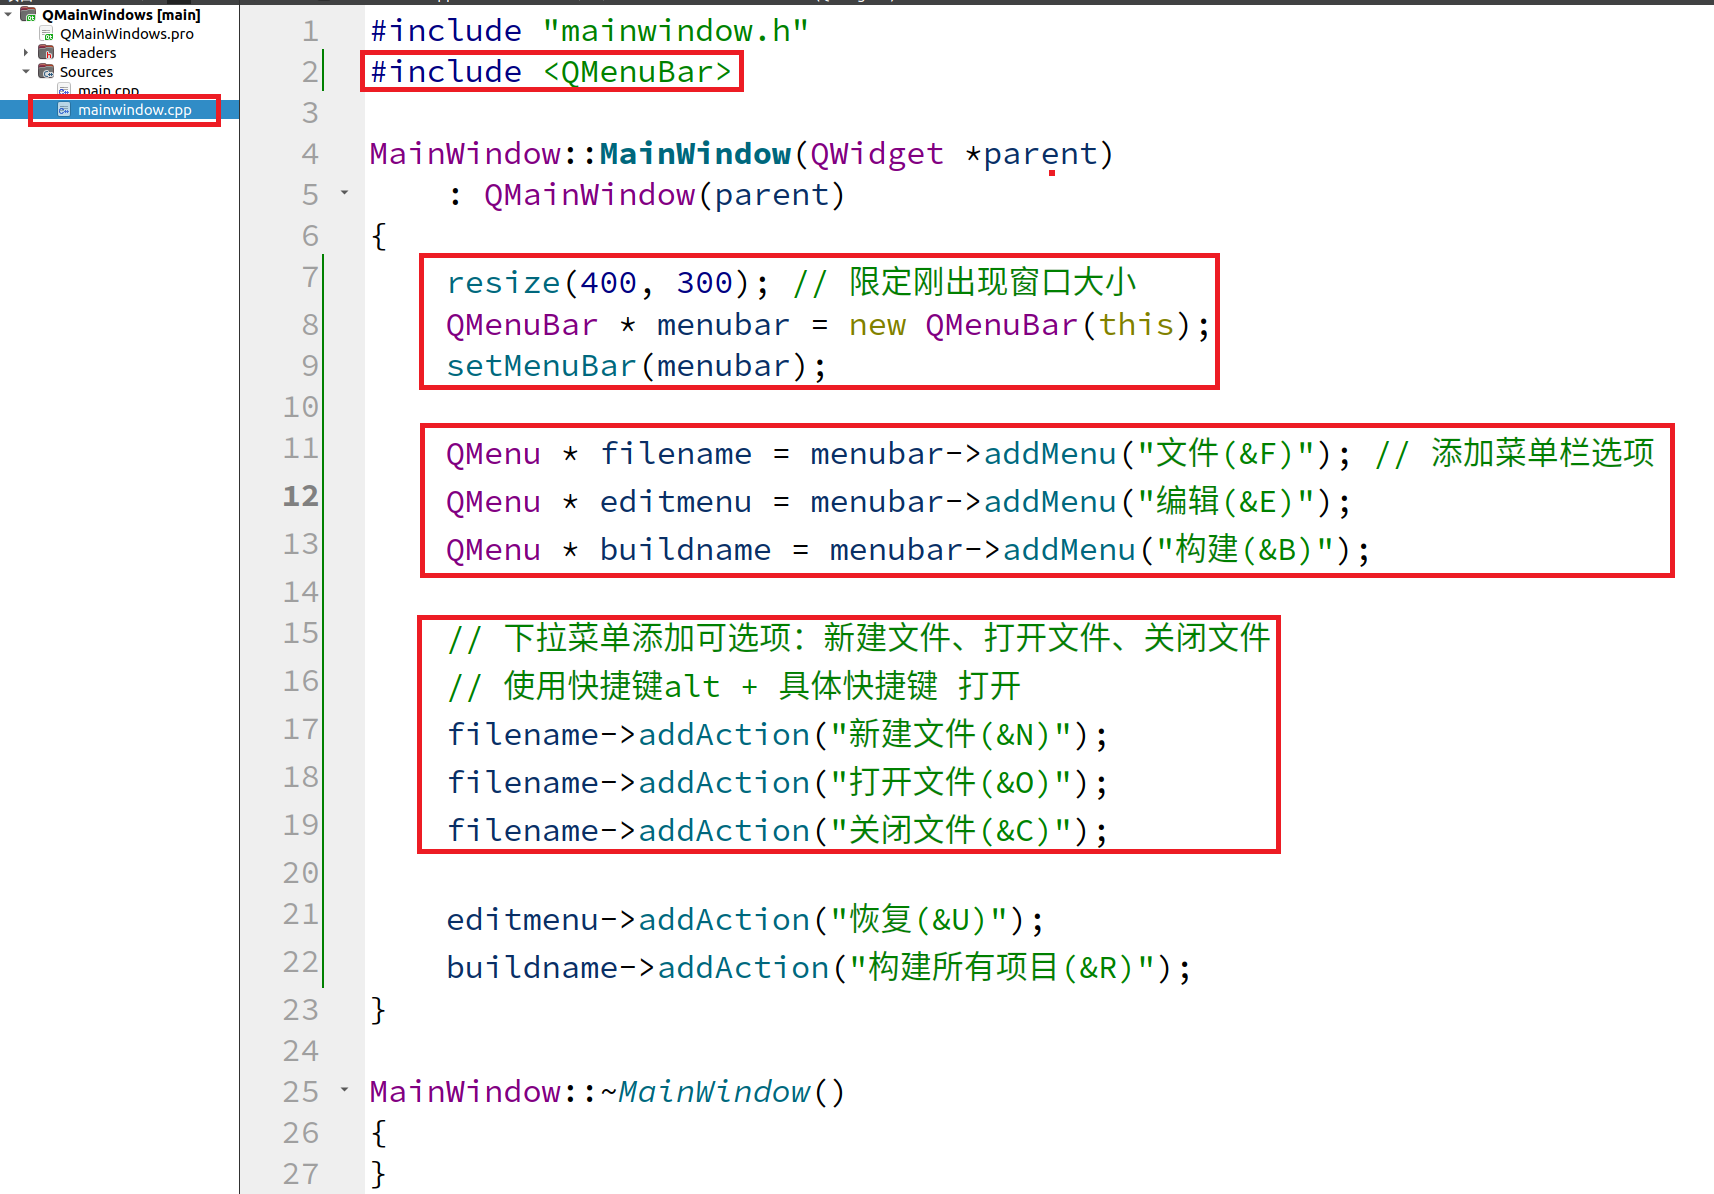 QMainWindows [main]
QMainWindows.pro
Headers
Sources
main.cpp
mainwindow.cpp
1 #include "mainwindow.h"
2 #include <QMenuBar>
3
4 MainWindow::MainWindow(QWidget *parent)
5 : QMainWindow(parent)
6 {
7 resize(400, 300); // 限定刚出现窗口大小
8 QMenuBar * menubar = new QMenuBar(this);
9 setMenuBar(menubar);
10
11 QMenu * filename = menubar->addMenu("文件(&F)"); // 添加菜单栏选项
12 QMenu * editmenu = menubar->addMenu("编辑(&E)");
13 QMenu * buildname = menubar->addMenu("构建(&B)");
14
15 // 下拉菜单添加可选项：新建文件、打开文件、关闭文件
16 // 使用快捷键alt + 具体快捷键 打开
17 filename->addAction("新建文件(&N)");
18 filename->addAction("打开文件(&O)");
19 filename->addAction("关闭文件(&C)");
20
21 editmenu->addAction("恢复(&U)");
22 buildname->addAction("构建所有项目(&R)");
23 }
24
25 MainWindow::~MainWindow()
26 {
27 }